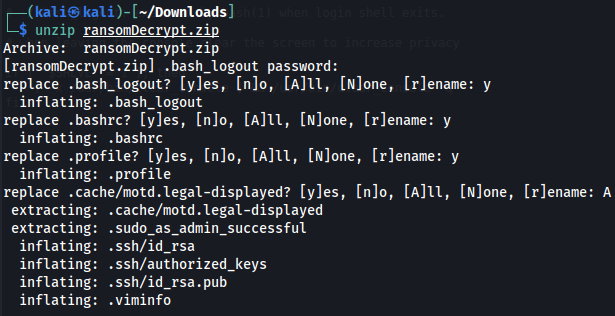 (kali㉿kali)-[~/Downloads]
$ unzip ransomDecrypt.zip
Archive:  ransomDecrypt.zip
[ransomDecrypt.zip] .bash_logout password:
replace .bash_logout? [y]es, [n]o, [A]ll, [N]one, [r]ename: y
  inflating: .bash_logout
replace .bashrc? [y]es, [n]o, [A]ll, [N]one, [r]ename: y
  inflating: .bashrc
replace .profile? [y]es, [n]o, [A]ll, [N]one, [r]ename: y
  inflating: .profile
replace .cache/motd.legal-displayed? [y]es, [n]o, [A]ll, [N]one, [r]ename: A
 extracting: .cache/motd.legal-displayed
 extracting: .sudo_as_admin_successful
  inflating: .ssh/id_rsa
  inflating: .ssh/authorized_keys
  inflating: .ssh/id_rsa.pub
  inflating: .viminfo